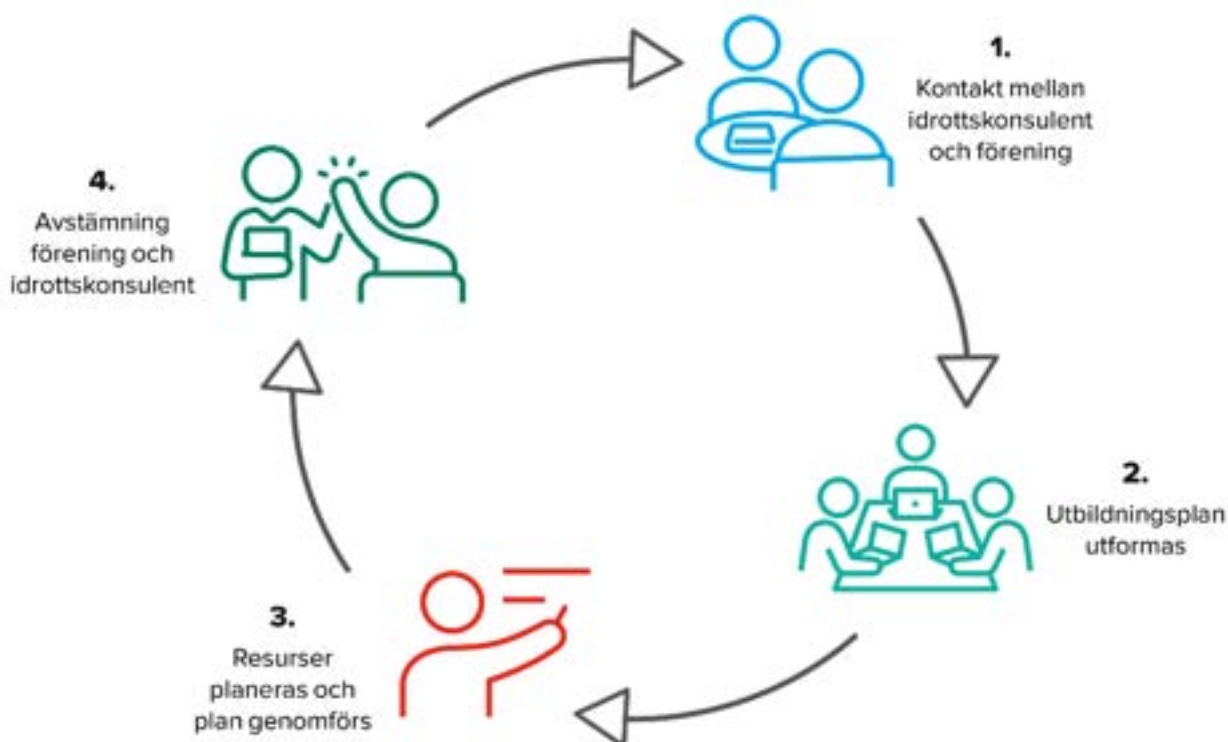 1.
Kontakt mellan
idrottskonsulent
och förening
2.
Utbildningsplan
utformas
3.
Resurser
planeras och
plan genomförs
4.
Avstämning
förening och
idrottskonsulent